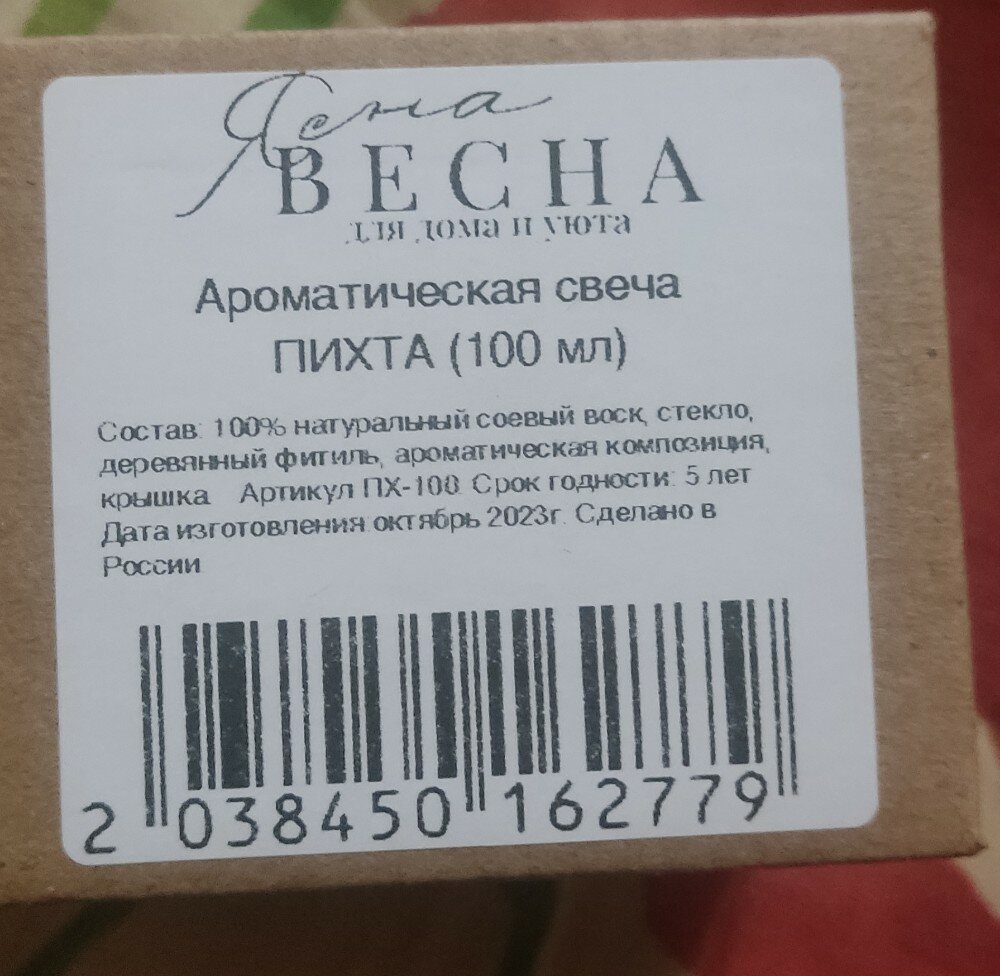 Ясна
ВЕСНА
для дома и уюта
Ароматическая свеча
ПИХТА (100 мл)
Состав: 100% натуральный соевый воск, стекло,
деревянный фитиль, ароматическая композиция,
крышка Артикул ПХ-100 Срок годности: 5 лет
Дата изготовления октябрь 2023г. Сделано в
России
2 038450 162779